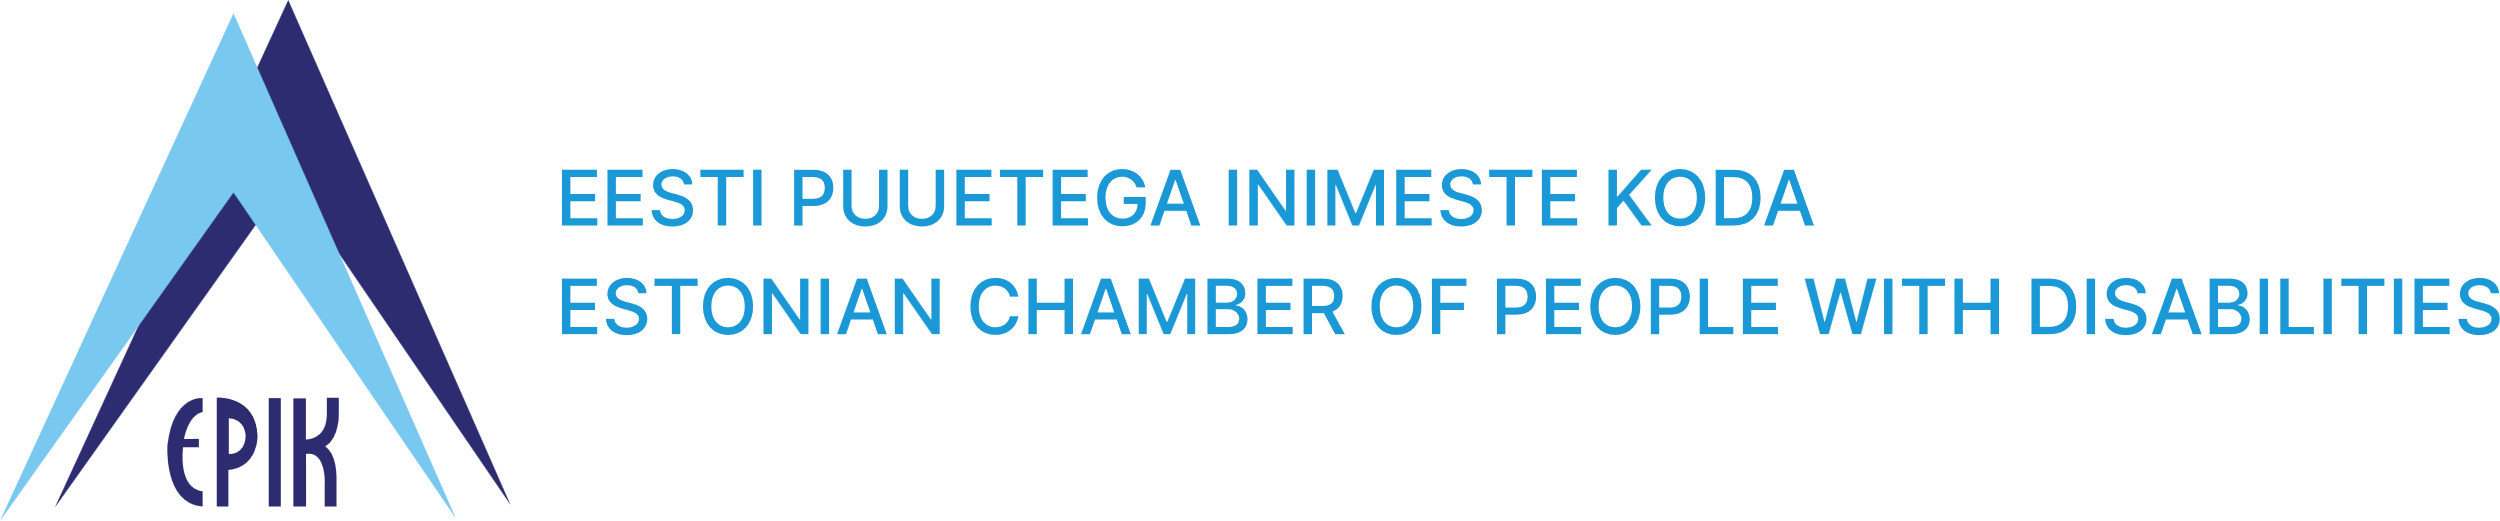 EESTI PUUETEGA INIMESTE KODA
ESTONIAN CHAMBER OF PEOPLE WITH DISABILITIES
EPIK